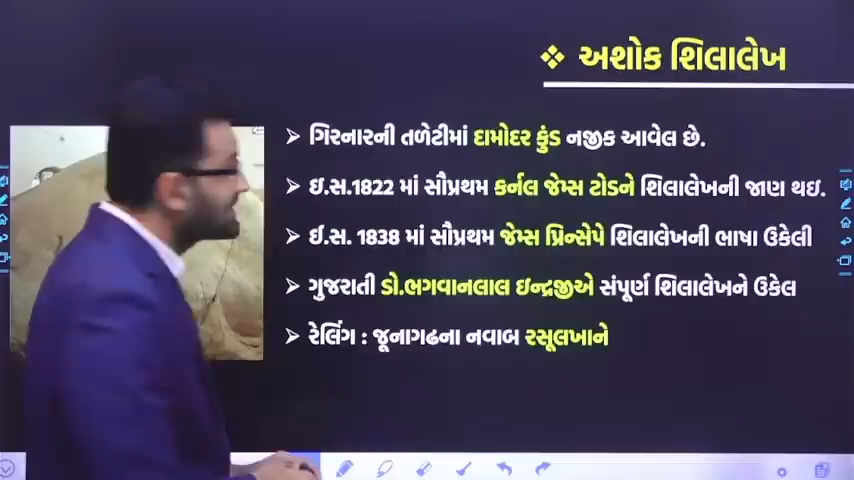 ❖ અશોક શિલાલેખ
➢ ગિરનારની તળેટીમાં દામોદર કુંડ નજીક આવેલ છે.
➢ ઇ.સ.1822 માં સૌપ્રથમ કર્નલ જેમ્સ ટોડને શિલાલેખની જાણ થઇ.
➢ ઈ.સ. 1838 માં સૌપ્રથમ જેમ્સ પ્રિન્સેપે શિલાલેખની ભાષા ઉકેલી
➢ ગુજરાતી ડો.ભગવાનલાલ ઇન્દ્રજીએ સંપૂર્ણ શિલાલેખને ઉકેલ
➢ રેલિંગ : જૂનાગઢના નવાબ રસૂલખાને